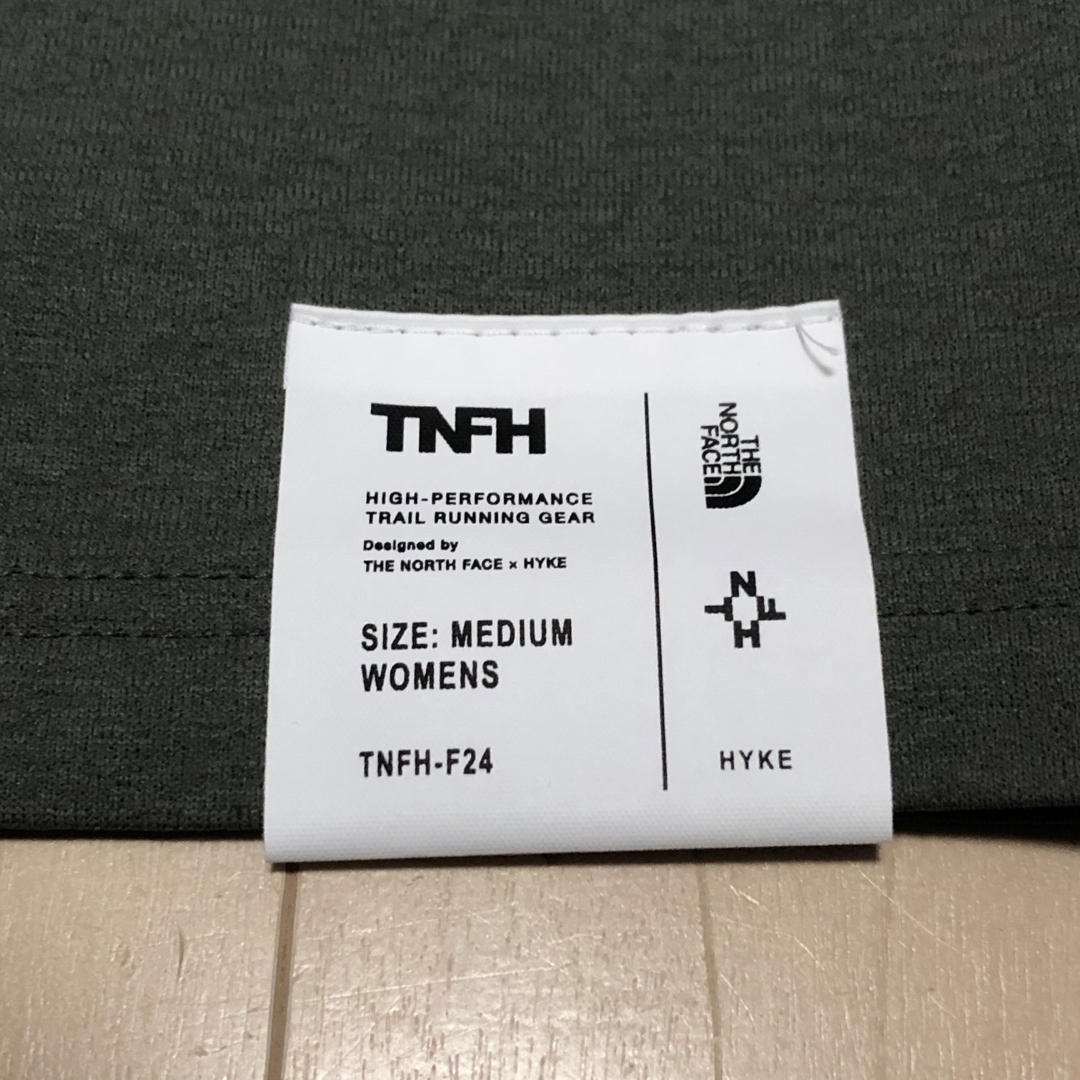 TNFH
HIGH-PERFORMANCE
TRAIL RUNNING GEAR
Designed by
THE NORTH FACE x HYKE
SIZE: MEDIUM
WOMENS
TNFH-F24
THE
NORTH
FACE
N
T F
H
HYKE